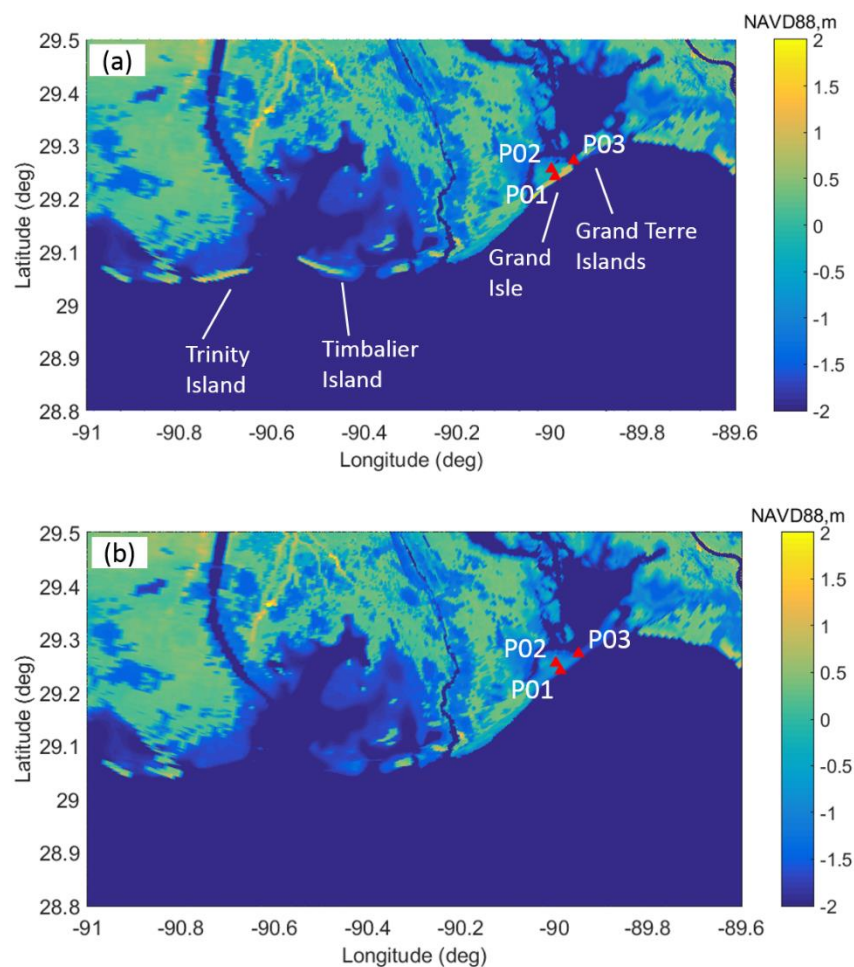 NAVD88,m
(a)
29.5
29.4
29.3
29.2
29.1
29
28.9
28.8
Latitude (deg)
P02
P03
P01
Grand
Isle
Grand Terre
Islands
Trinity
Island
Timbalier
Island
-91
-90.8
-90.6
-90.4
-90.2
-90
-89.8
-89.6
Longitude (deg)
2
1.5
1
0.5
0
-0.5
-1
-1.5
-2
NAVD88,m
(b)
29.5
29.4
29.3
29.2
29.1
29
28.9
28.8
Latitude (deg)
P02
P03
P01
-91
-90.8
-90.6
-90.4
-90.2
-90
-89.8
-89.6
Longitude (deg)
2
1.5
1
0.5
0
-0.5
-1
-1.5
-2